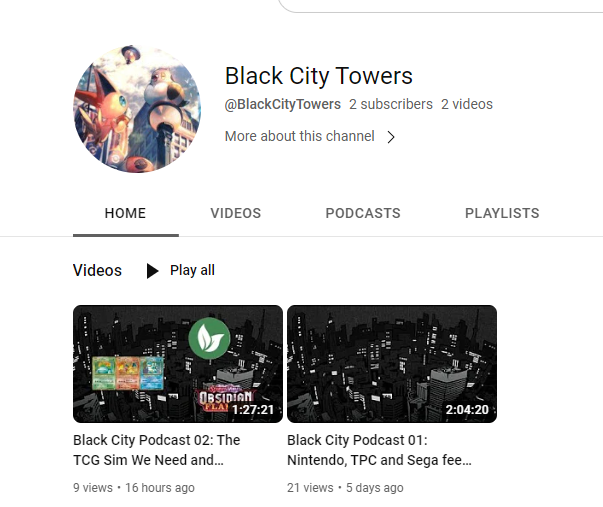 Black City Towers
@BlackCityTowers 2 subscribers 2 videos
More about this channel
HOME VIDEOS PODCASTS PLAYLISTS
Videos Play all
OBSIDIAN
1:27:21
2:04:20
Black City Podcast 02: The
TCG Sim We Need and…
9 views • 16 hours ago
Black City Podcast 01:
Nintendo, TPC and Sega fee…
21 views • 5 days ago